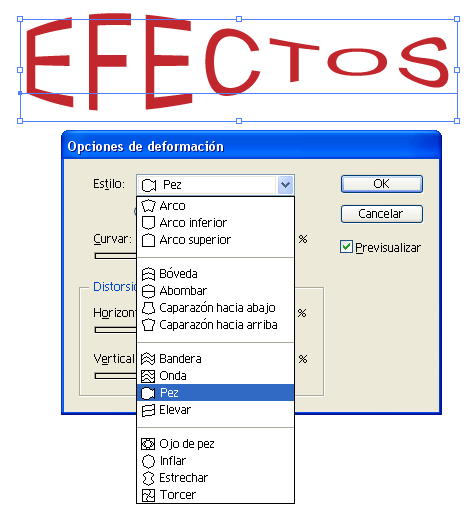 EFECTOS
Opciones de deformación
Estilo: Pez
OK
Arco
Arco inferior
Cancelar
Arco superior
Curvar: %
Previsualizar
Bóveda
Abombar
Distorsió
Caparazón hacia abajo
Horizont %
Caparazón hacia arriba
Bandera
Vertical %
Onda
Pez
Elevar
Ojo de pez
Inflar
Estrechar
Torcer